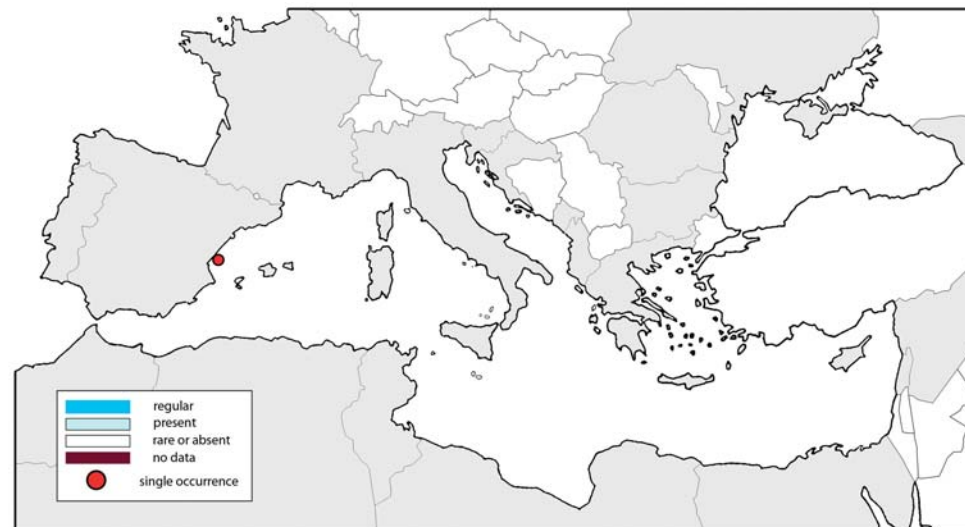 regular
present
rare or absent
no data
single occurrence